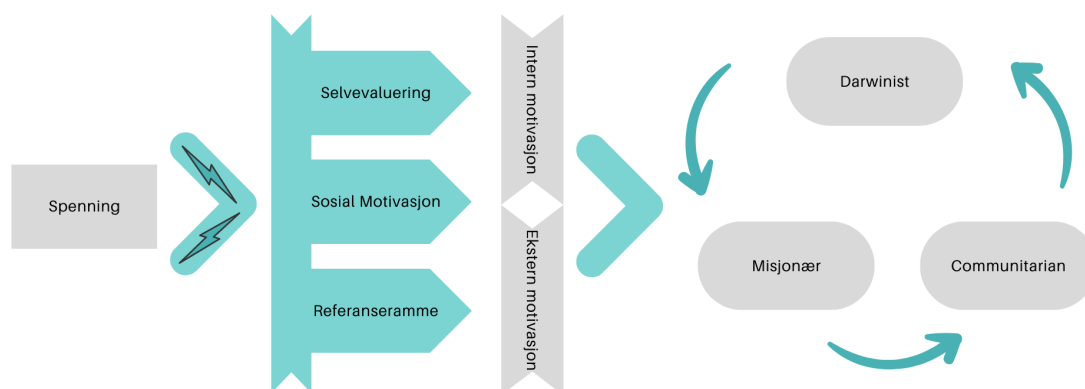 Spenning
Selvevaluering
Sosial Motivasjon
Referanseramme
Intern motivasjon
Ekstern motivasjon
Darwinist
Misjonær
Communitarian